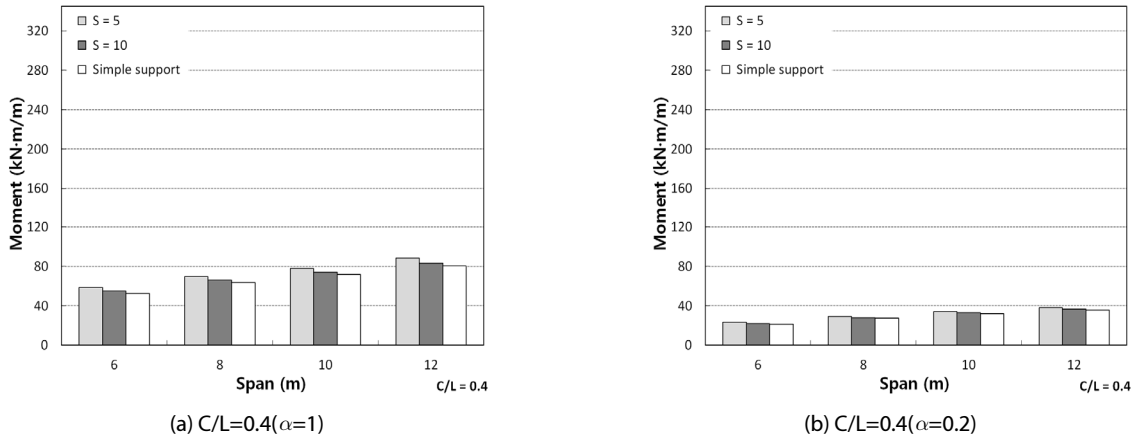 S = 5
S = 10
Simple support
320
280
240
200
160
120
80
40
0
Moment (kN·m/m)
6
8
10
12
Span (m)
C/L = 0.4
(a) C/L=0.4(α=1)
S = 5
S = 10
Simple support
320
280
240
200
160
120
80
40
0
Moment (kN·m/m)
6
8
10
12
Span (m)
C/L = 0.4
(b) C/L=0.4(α=0.2)